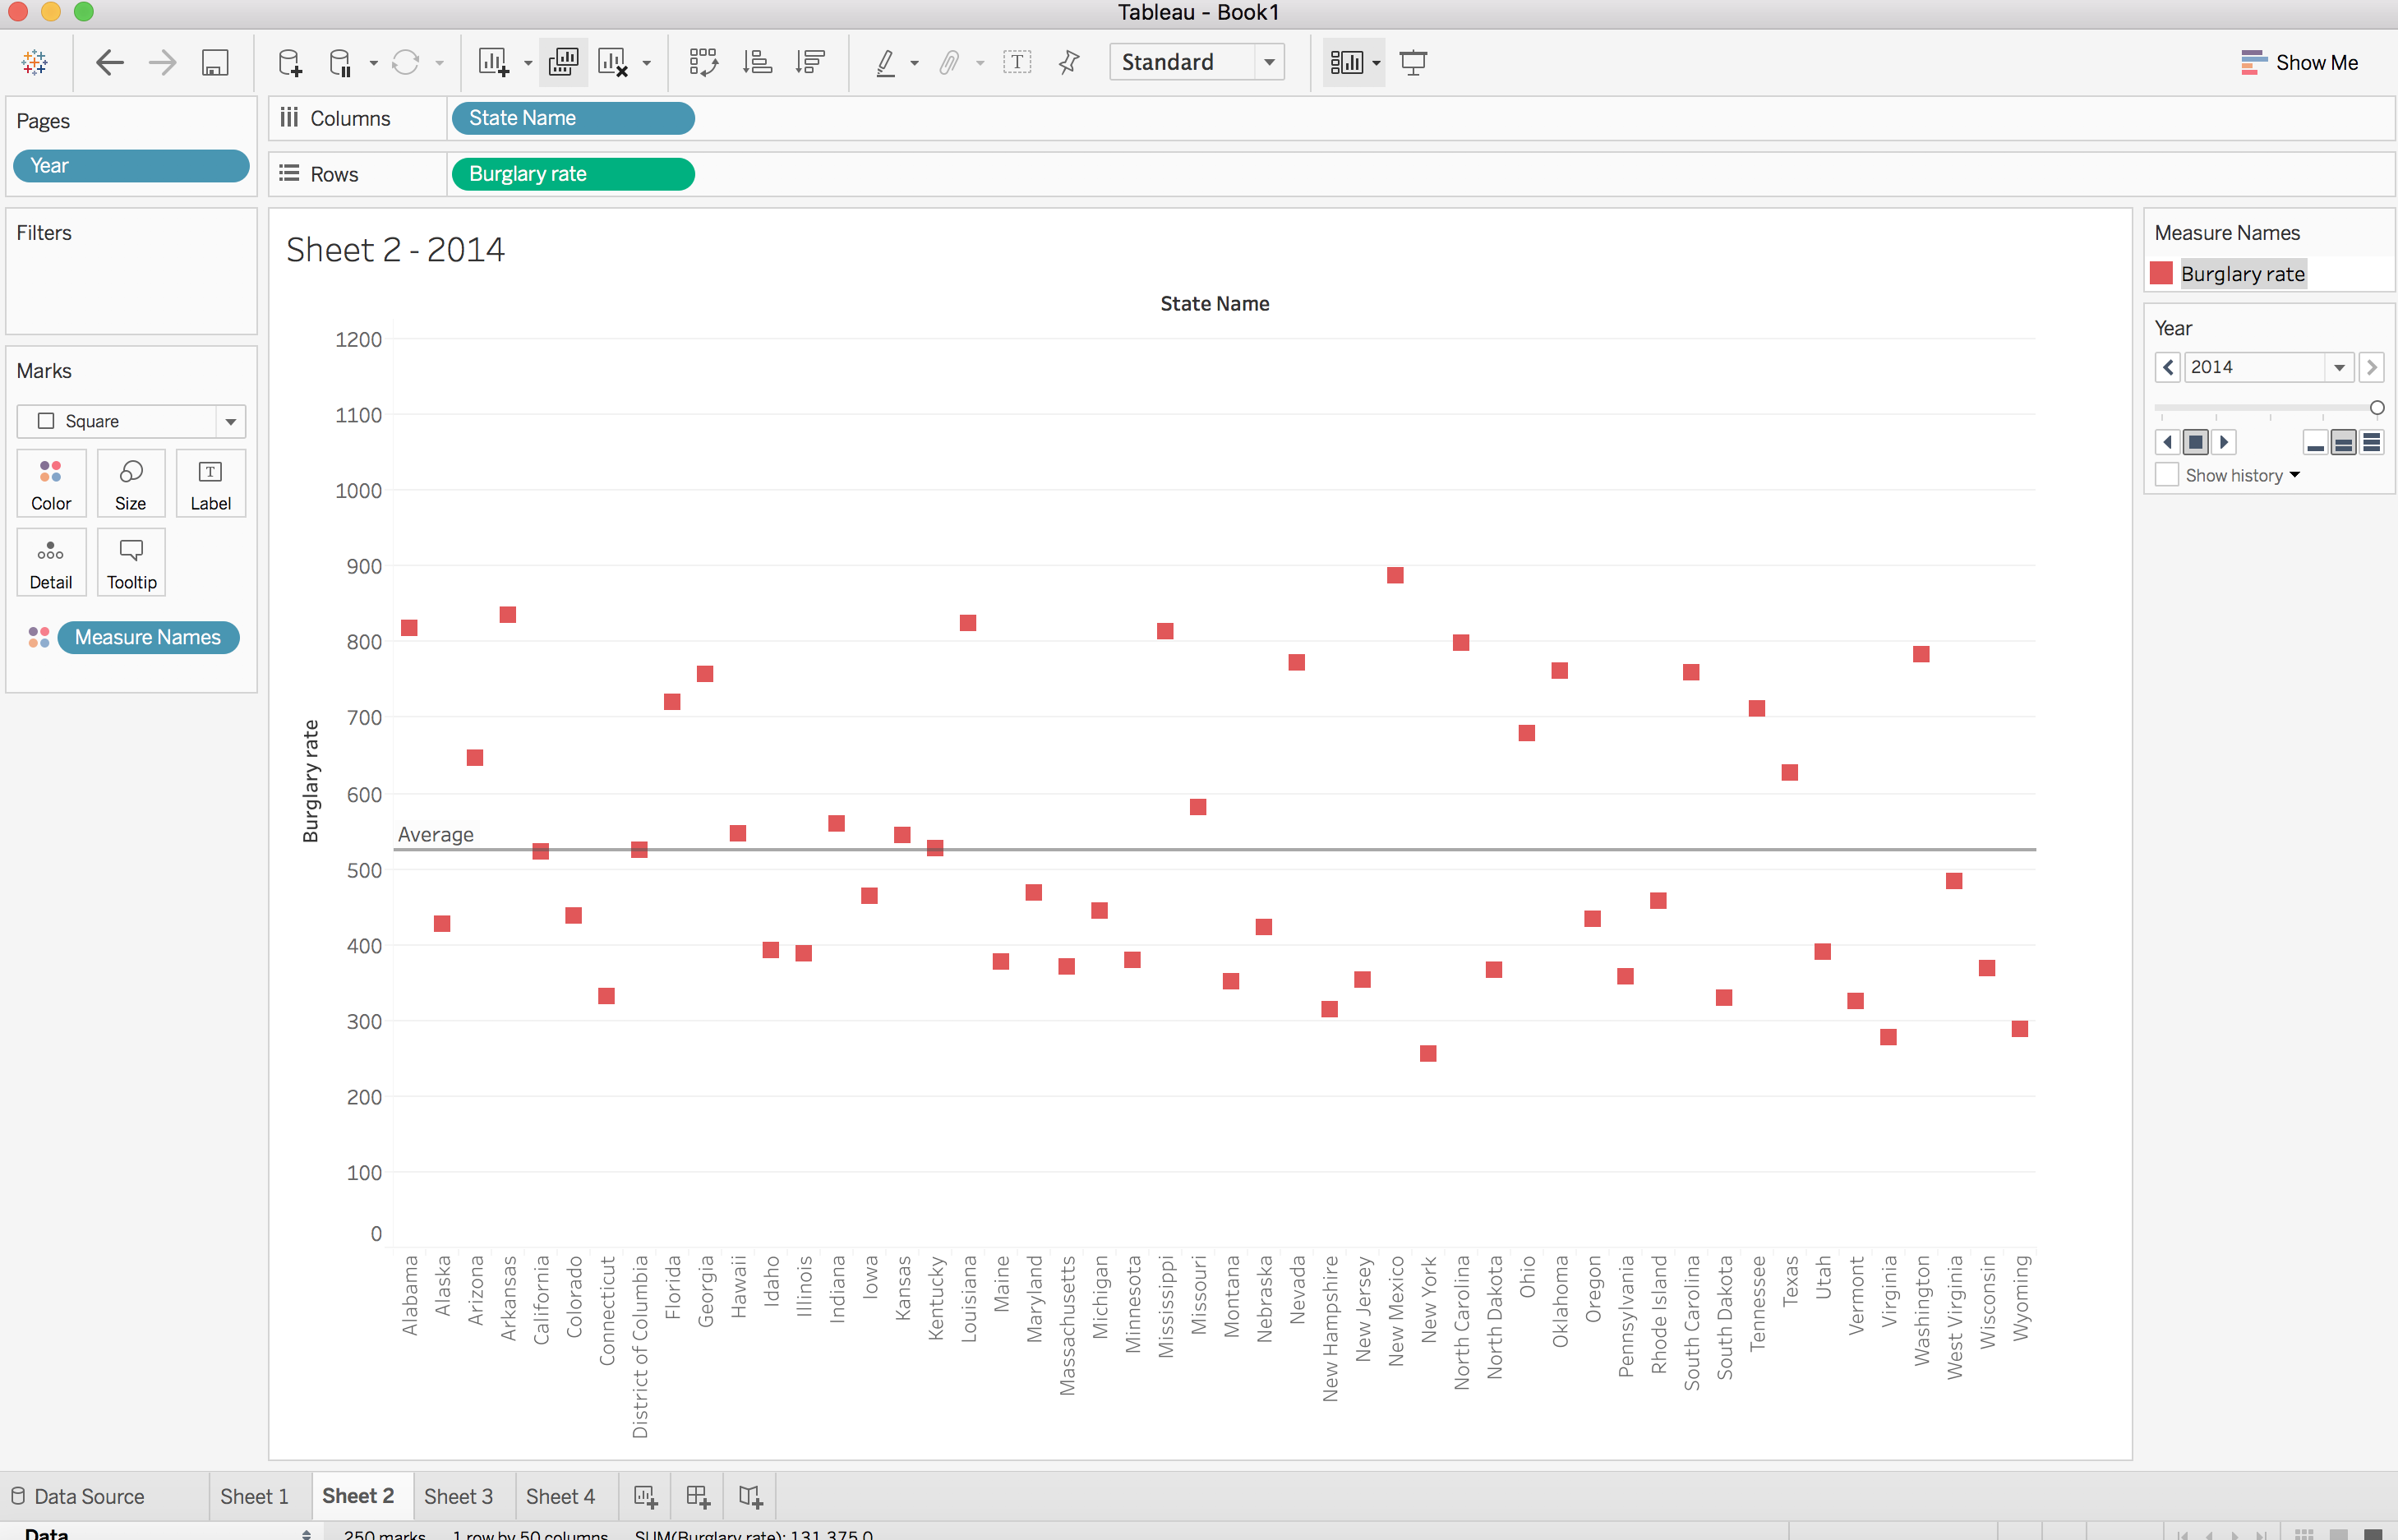 Tableau - Book1
Standard
Show Me
Pages
Year
Columns
State Name
Rows
Burglary rate
Filters
Marks
Square
Color
Size
Label
Detail
Tooltip
Measure Names
Sheet 2 - 2014
State Name
Burglary rate
1200
1100
1000
900
800
700
600
500
400
300
200
100
0
Average
Alabama
Alaska
Arizona
Arkansas
California
Colorado
Connecticut
District of Columbia
Florida
Georgia
Hawaii
Idaho
Illinois
Indiana
Iowa
Kansas
Kentucky
Louisiana
Maine
Maryland
Massachusetts
Michigan
Minnesota
Mississippi
Missouri
Montana
Nebraska
Nevada
New Hampshire
New Jersey
New Mexico
New York
North Carolina
North Dakota
Ohio
Oklahoma
Oregon
Pennsylvania
Rhode Island
South Carolina
South Dakota
Tennessee
Texas
Utah
Vermont
Virginia
Washington
West Virginia
Wisconsin
Wyoming
Measure Names
Burglary rate
Year
2014
Show history
Data Source
Sheet 1
Sheet 2
Sheet 3
Sheet 4
Data
250 marks
1 row by 50 columns
SUM(Burglary rate): 131,375.0